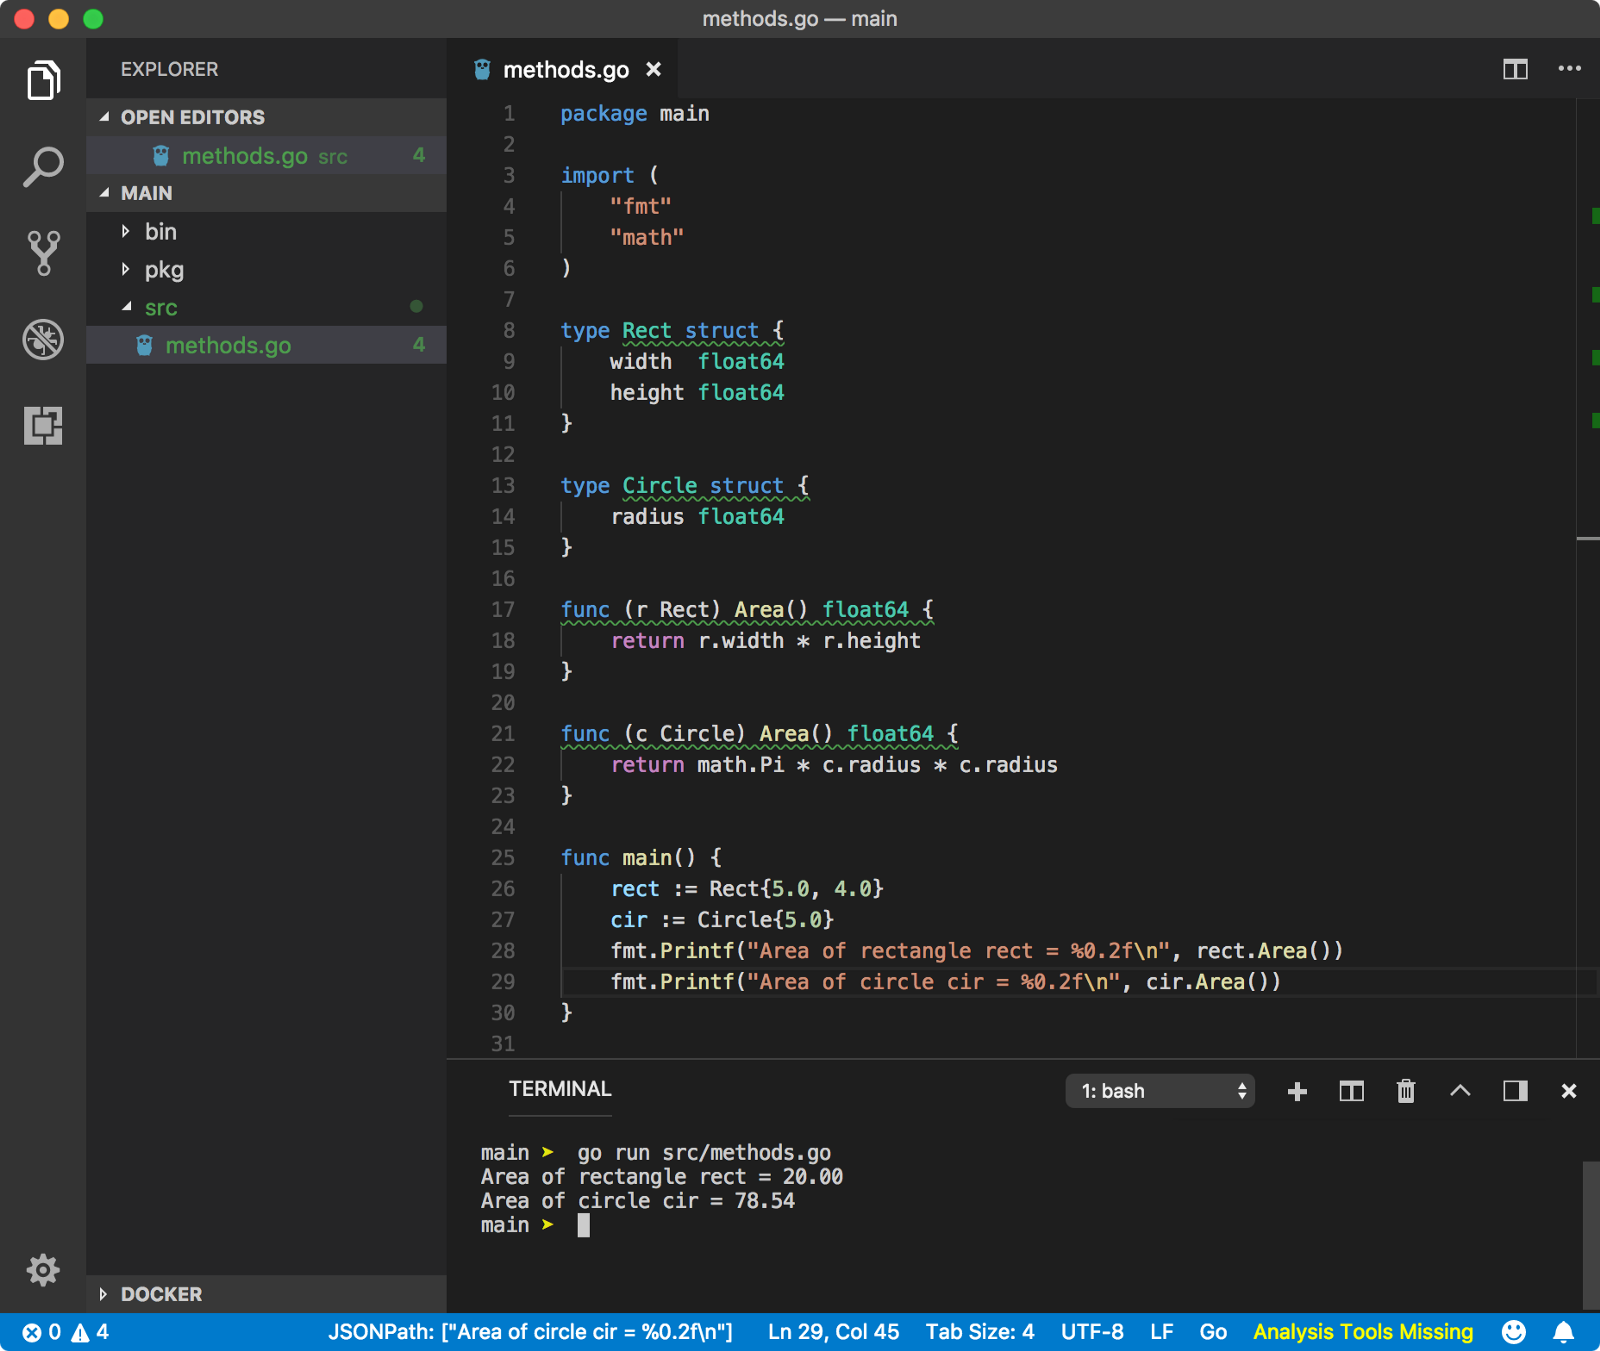 methods.go — main
EXPLORER
OPEN EDITORS
methods.go src 4
MAIN
bin
pkg
src
methods.go 4
DOCKER
methods.go
1 package main
2
3 import (
4 "fmt"
5 "math"
6 )
7
8 type Rect struct {
9 width  float64
10 height float64
11 }
12
13 type Circle struct {
14 radius float64
15 }
16
17 func (r Rect) Area() float64 {
18 return r.width * r.height
19 }
20
21 func (c Circle) Area() float64 {
22 return math.Pi * c.radius * c.radius
23 }
24
25 func main() {
26 rect := Rect{5.0, 4.0}
27 cir := Circle{5.0}
28 fmt.Printf("Area of rectangle rect = %0.2f\n", rect.Area())
29 fmt.Printf("Area of circle cir = %0.2f\n", cir.Area())
30 }
31
TERMINAL
1: bash
main ➤ go run src/methods.go
Area of rectangle rect = 20.00
Area of circle cir = 78.54
main ➤
0 4 JSONPath: ["Area of circle cir = %0.2f\n"] Ln 29, Col 45 Tab Size: 4 UTF-8 LF Go Analysis Tools Missing